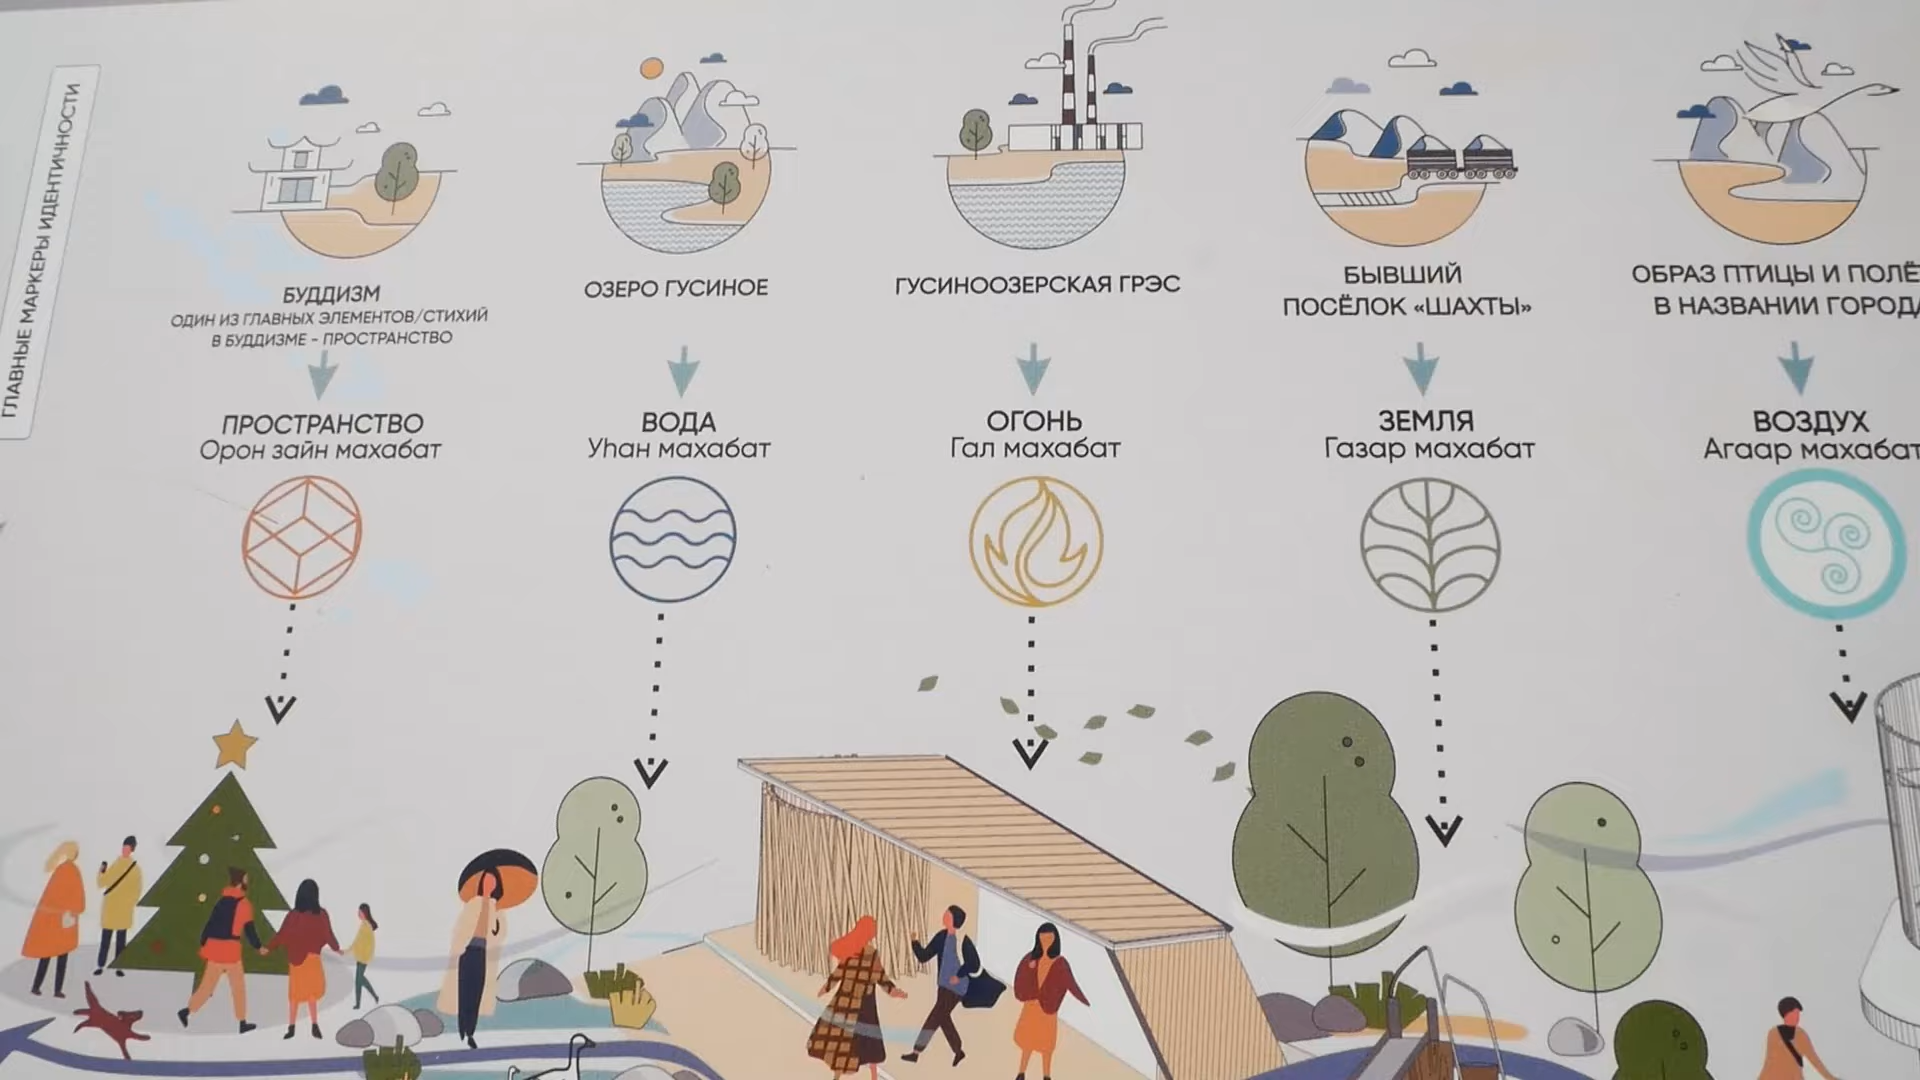 ГЛАВНЫЕ МАРКЕРЫ ИДЕНТИЧНОСТИ
БУДДИЗМ
ОДИН ИЗ ГЛАВНЫХ ЭЛЕМЕНТОВ/СТИХИЙ
В БУДДИЗМЕ - ПРОСТРАНСТВО
ПРОСТРАНСТВО
Орон зайн махабат
ОЗЕРО ГУСИНОЕ
ВОДА
Уһан махабат
ГУСИНООЗЕРСКАЯ ГРЭС
ОГОНЬ
Гал махабат
БЫВШИЙ
ПОСЁЛОК «ШАХТЫ»
ЗЕМЛЯ
Газар махабат
ОБРАЗ ПТИЦЫ И ПОЛЁ
В НАЗВАНИИ ГОРОДА
ВОЗДУХ
Агаар махабат